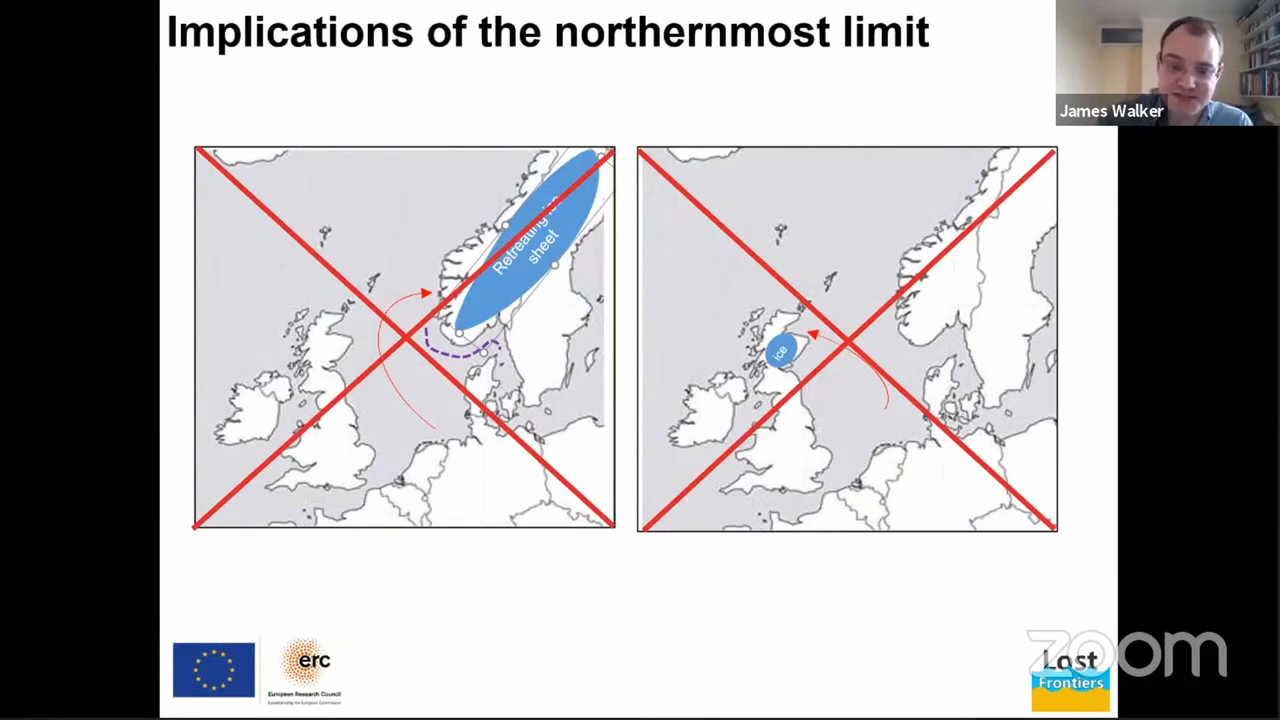 Implications of the northernmost limit
James Walker
Retreating ice
sheet
ice
erc
European Research Council
Established by the European Commission
Lost
Frontiers
zoom